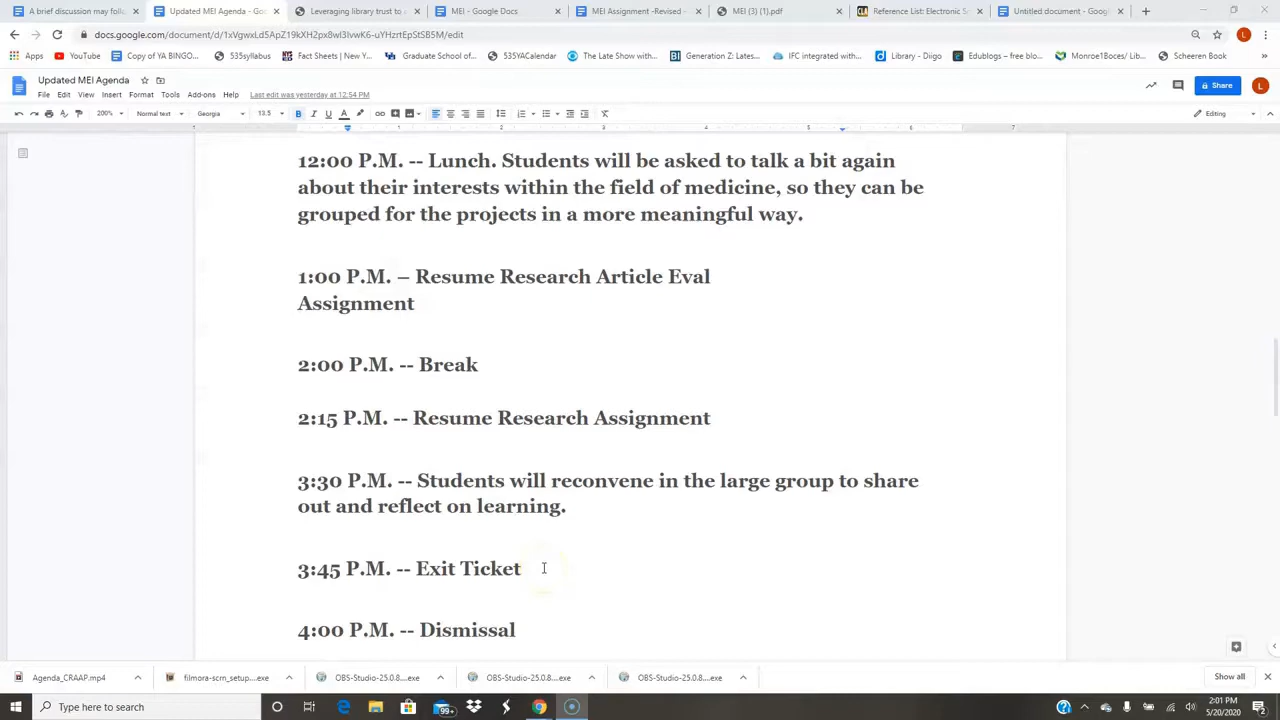 A brief discussion may follow
Updated MEI Agenda - Goo
Leveraging library trust to
MEI - Google Docs
MEI Assignment -Revised -
MEI (3) (1).pdf
Reference List: Electronic So
Untitled document - Google
docs.google.com/document/d/1xVgwxLd5ApZ19kXH2px8wl3IvwK6-uYHzrtEpStSB5M/edit
Apps
YouTube
Copy of YA BINGO...
535syllabus
Fact Sheets | New Y...
Graduate School of...
535YACalendar
The Late Show with...
Generation Z: Lates...
IFC integrated with...
Library - Diigo
Edublogs – free blo...
Monroe1Boces/ Lib...
Scheeren Book
Updated MEI Agenda
File Edit View Insert Format Tools Add-ons Help Last edit was yesterday at 12:54 PM
Share
L
200% Normal text Georgia 13.5 B I U A Editing
12:00 P.M. -- Lunch. Students will be asked to talk a bit again
about their interests within the field of medicine, so they can be
grouped for the projects in a more meaningful way.
1:00 P.M. – Resume Research Article Eval
Assignment
2:00 P.M. -- Break
2:15 P.M. -- Resume Research Assignment
3:30 P.M. -- Students will reconvene in the large group to share
out and reflect on learning.
3:45 P.M. -- Exit Ticket
4:00 P.M. -- Dismissal
Agenda_CRAAP.mp4
filmora-scrn_setup....exe
OBS-Studio-25.0.8....exe
OBS-Studio-25.0.8....exe
OBS-Studio-25.0.8....exe
Show all
Type here to search
99+
2:01 PM
5/20/2020